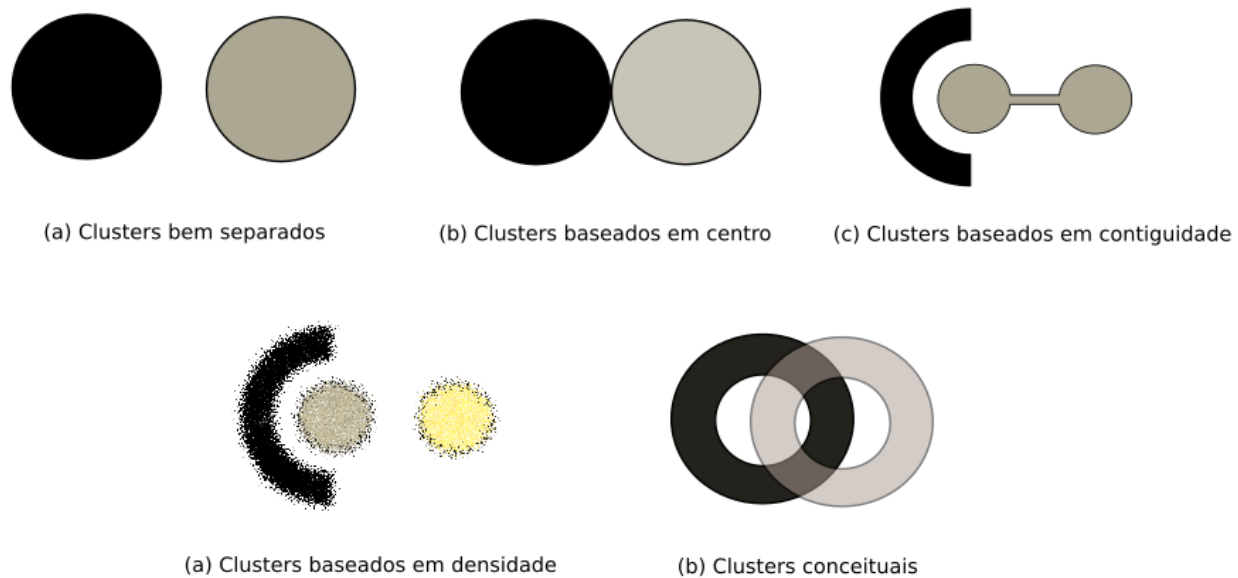 (a) Clusters bem separados
(b) Clusters baseados em centro
(c) Clusters baseados em contiguidade
(a) Clusters baseados em densidade
(b) Clusters conceituais